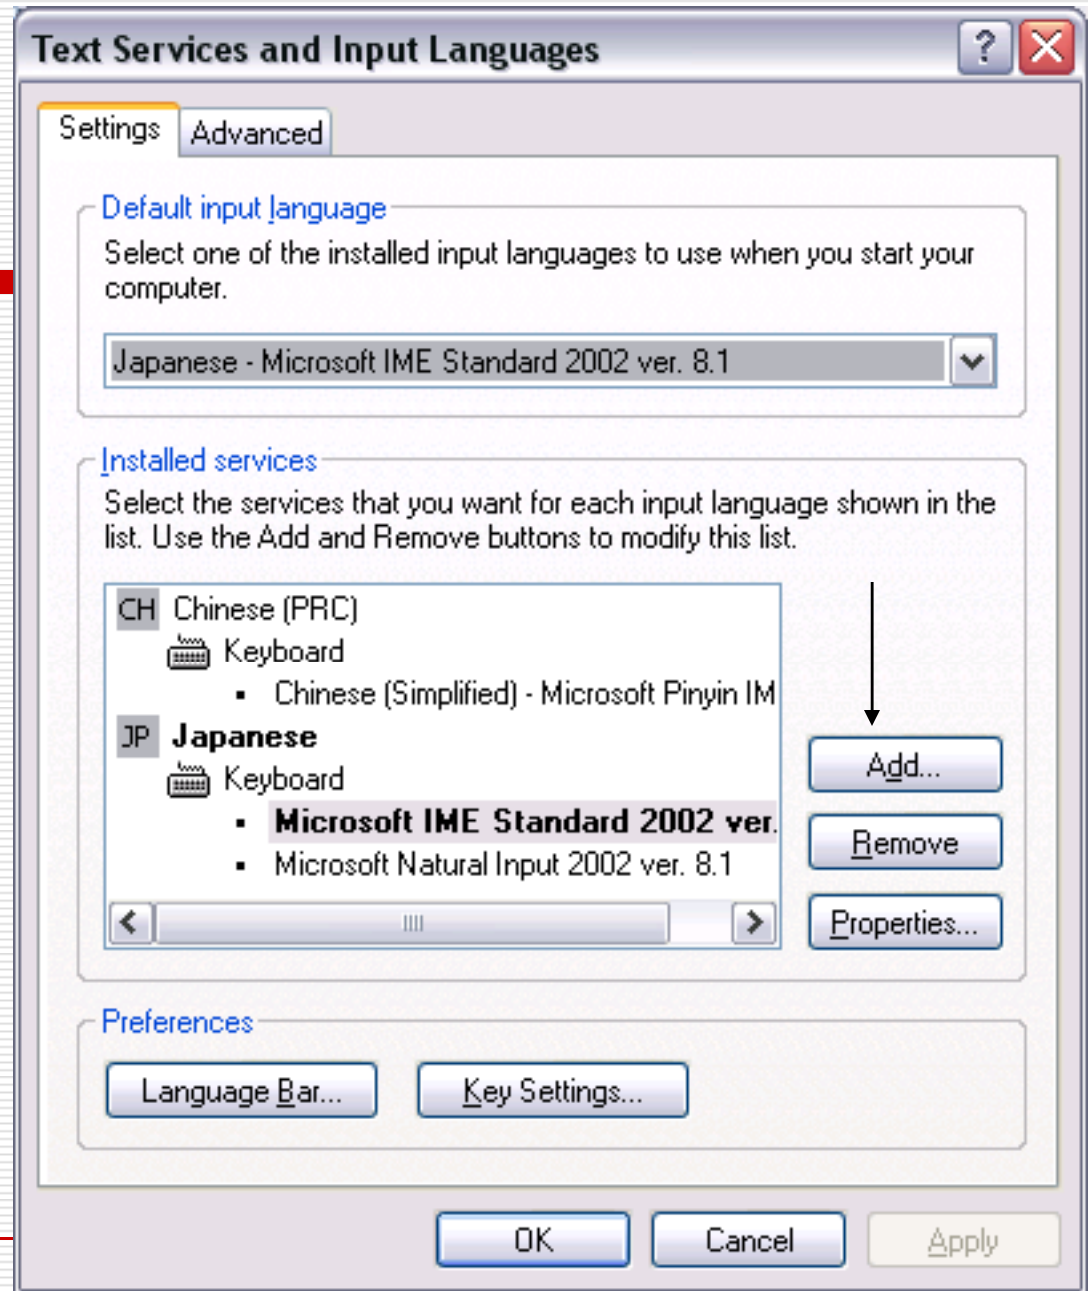 Text Services and Input Languages
Settings
Advanced
Default input language
Select one of the installed input languages to use when you start your
computer.
Japanese - Microsoft IME Standard 2002 ver. 8.1
Installed services
Select the services that you want for each input language shown in the
list. Use the Add and Remove buttons to modify this list.
CH Chinese (PRC)
Keyboard
Chinese (Simplified) - Microsoft Pinyin IM
JP Japanese
Keyboard
Microsoft IME Standard 2002 ver.
Microsoft Natural Input 2002 ver. 8.1
Add...
Remove
Properties...
Preferences
Language Bar...
Key Settings...
OK
Cancel
Apply